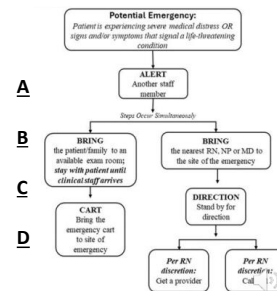 Potential Emergency:
Patient is experiencing severe medical distress OR
signs and/or symptoms that signal a life-threatening
condition
A
ALERT
Another staff
member
Steps Occur Simultaneously
B
BRING
the patient/family to an
available exam room;
stay with patient until
clinical staff arrives
BRING
the nearest RN, NP or MD to
the site of the emergency
C
CART
Bring the
emergency cart
to site of
emergency
DIRECTION
Stand by for
direction
D
Per RN
discretion:
Get a provider
Per RN
discretion:
Call